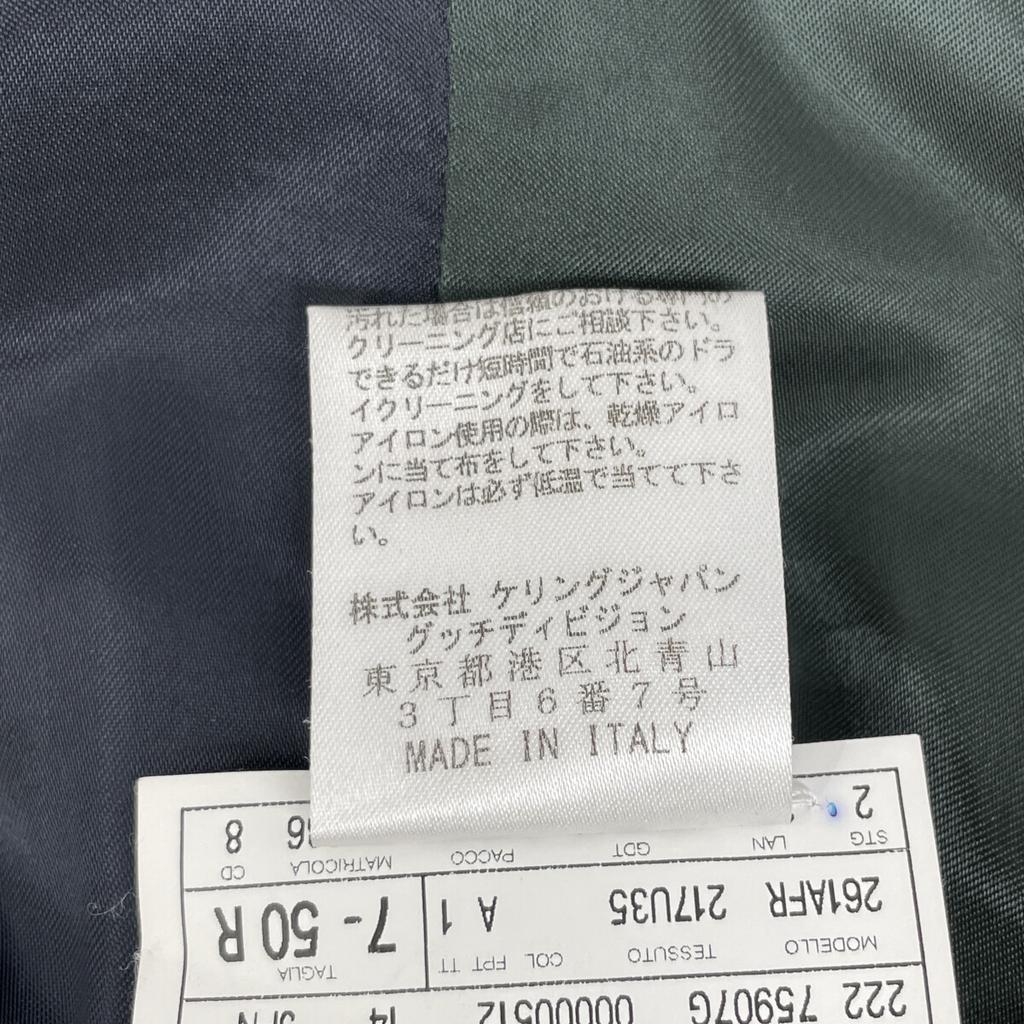 汚れた場合は信頼のおける専門の
クリーニング店にご相談下さい。
できるだけ短時間で石油系のドラ
イクリーニングをして下さい。
アイロン使用の際は、乾燥アイロ
ンに当て布をして下さい。
アイロンは必ず低温で当てて下さ
い。
株式会社 ケリングジャパン
グッチディビジョン
東京都港区北青山
3丁目6番7号
MADE IN ITALY
222 75907G 00000512 14
MODELLO TESSUTO COL FPT TT TAGLIA
261AFR 217U35 A 1 7-50R
STG LAN GDT PACCO MATRICOLA CD
2 8